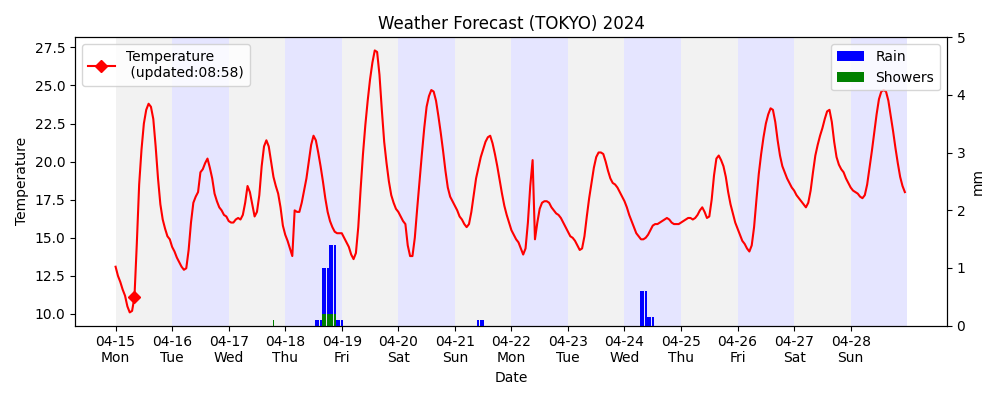 Weather Forecast (TOKYO) 2024
Temperature
(updated:08:58)
Rain
Showers
27.5
25.0
22.5
20.0
17.5
15.0
12.5
10.0
Temperature
5
4
3
2
1
0
mm
04-15 04-16 04-17 04-18 04-19 04-20 04-21 04-22 04-23 04-24 04-25 04-26 04-27 04-28
Mon Tue Wed Thu Fri Sat Sun Mon Tue Wed Thu Fri Sat Sun
Date